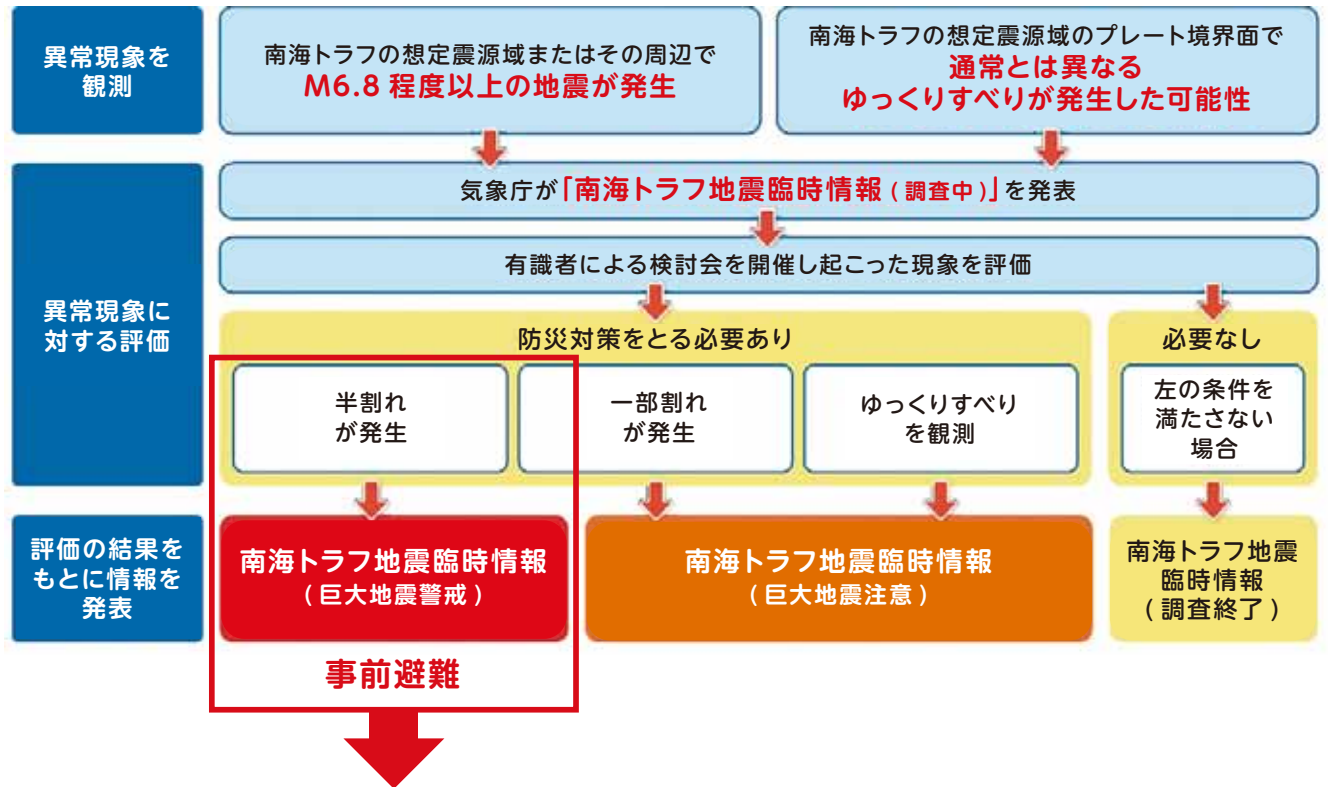 異常現象を
観測
南海トラフの想定震源域またはその周辺で
M6.8 程度以上の地震が発生
南海トラフの想定震源域のプレート境界面で
通常とは異なる
ゆっくりすべりが発生した可能性
異常現象に
対する評価
気象庁が「南海トラフ地震臨時情報 ( 調査中 )」を発表
有識者による検討会を開催し起こった現象を評価
防災対策をとる必要あり
半割れ
が発生
一部割れ
が発生
ゆっくりすべり
を観測
必要なし
左の条件を
満たさない
場合
評価の結果を
もとに情報を
発表
南海トラフ地震臨時情報
( 巨大地震警戒 )
南海トラフ地震臨時情報
( 巨大地震注意 )
南海トラフ地震
臨時情報
( 調査終了 )
事前避難